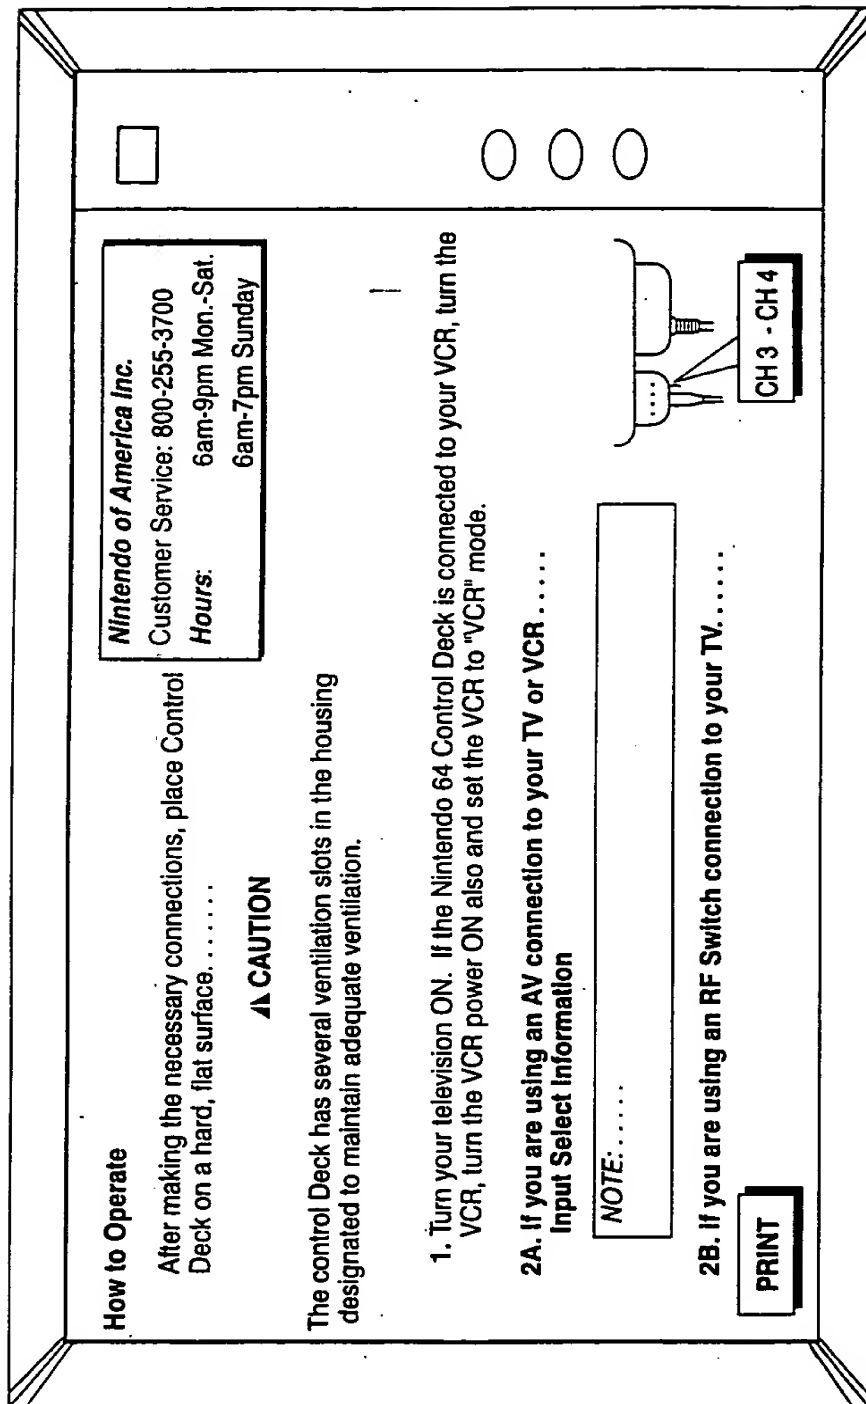 How to Operate
After making the necessary connections, place Control
Deck on a hard, flat surface.......
Nintendo of America Inc.
Customer Service: 800-255-3700
Hours: 6am-9pm Mon.-Sat.
6am-7pm Sunday
CAUTION
The control Deck has several ventilation slots in the housing
designated to maintain adequate ventilation.
1. Turn your television ON. If the Nintendo 64 Control Deck is connected to your VCR, turn the
VCR, turn the VCR power ON also and set the VCR to "VCR" mode.
2A. If you are using an AV connection to your TV or VCR.....
Input Select Information
NOTE:......
2B. If you are using an RF Switch connection to your TV......
CH 3 - CH 4
PRINT